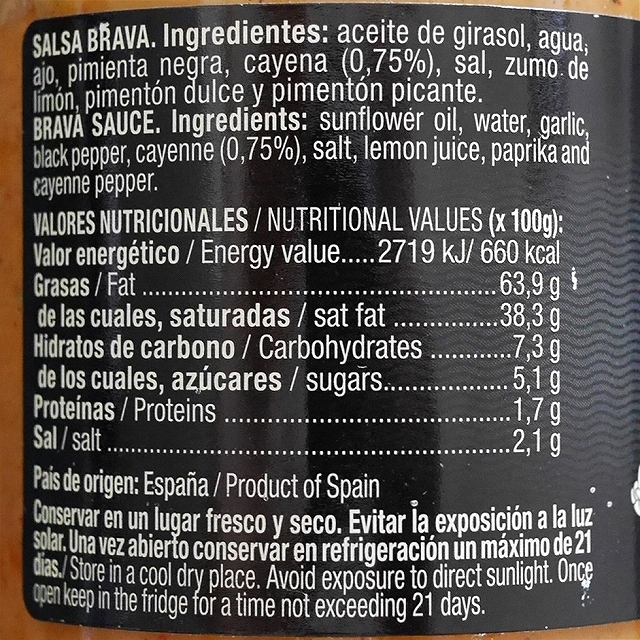 SALSA BRAVA. Ingredientes: aceite de girasol, agua,
ajo, pimienta negra, cayena (0,75%), sal, zumo de
limón, pimentón dulce y pimentón picante.
BRAVA SAUCE. Ingredients: sunflower oil, water, garlic,
black pepper, cayenne (0,75%), salt, lemon juice, paprika and
cayenne pepper.
VALORES NUTRICIONALES / NUTRITIONAL VALUES (x 100g):
Valor energético / Energy value.....2719 kJ/ 660 kcal
Grasas / Fat ..................................................63,9 g
de las cuales, saturadas / sat fat ...............38,3 g
Hidratos de carbono / Carbohydrates ............7,3 g
de los cuales, azúcares / sugars..................5,1 g
Proteínas / Proteins .......................................1,7 g
Sal / salt .........................................................2,1 g
País de origen: España / Product of Spain
Conservar en un lugar fresco y seco. Evitar la exposición a la luz
solar. Una vez abierto conservar en refrigeración un máximo de 21
días./ Store in a cool dry place. Avoid exposure to direct sunlight. Once
open keep in the fridge for a time not exceeding 21 days.